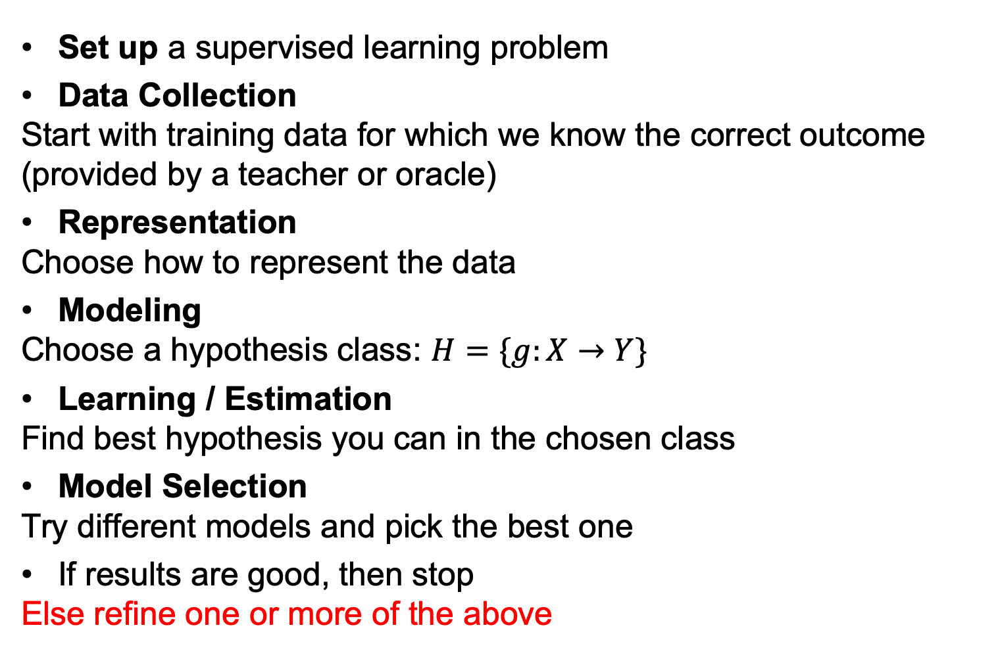 • Set up a supervised learning problem
• Data Collection
Start with training data for which we know the correct outcome
(provided by a teacher or oracle)
• Representation
Choose how to represent the data
• Modeling
Choose a hypothesis class: H = {g: X → Y}
• Learning / Estimation
Find best hypothesis you can in the chosen class
• Model Selection
Try different models and pick the best one
• If results are good, then stop
Else refine one or more of the above